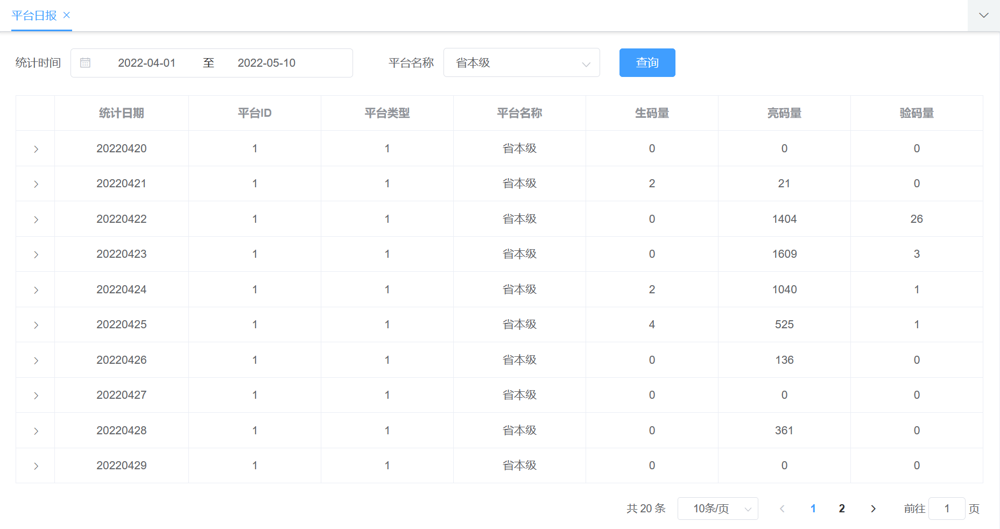 平台日报
统计时间 2022-04-01 至 2022-05-10 平台名称 省本级 查询
统计日期 平台ID 平台类型 平台名称 生码量 亮码量 验码量
20220420 1 1 省本级 0 0 0
20220421 1 1 省本级 2 21 0
20220422 1 1 省本级 0 1404 26
20220423 1 1 省本级 0 1609 3
20220424 1 1 省本级 2 1040 1
20220425 1 1 省本级 4 525 1
20220426 1 1 省本级 0 136 0
20220427 1 1 省本级 0 0 0
20220428 1 1 省本级 0 361 0
20220429 1 1 省本级 0 0 0
共 20 条 10条/页 1 2 前往 1 页